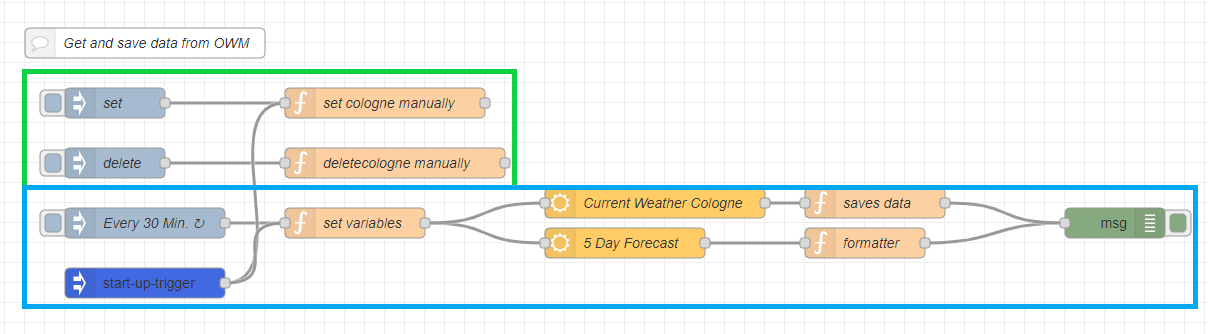 Get and save data from OWM
set
set cologne manually
delete
deletecologne manually
Every 30 Min. ↻
set variables
Current Weather Cologne
saves data
5 Day Forecast
formatter
msg
start-up-trigger